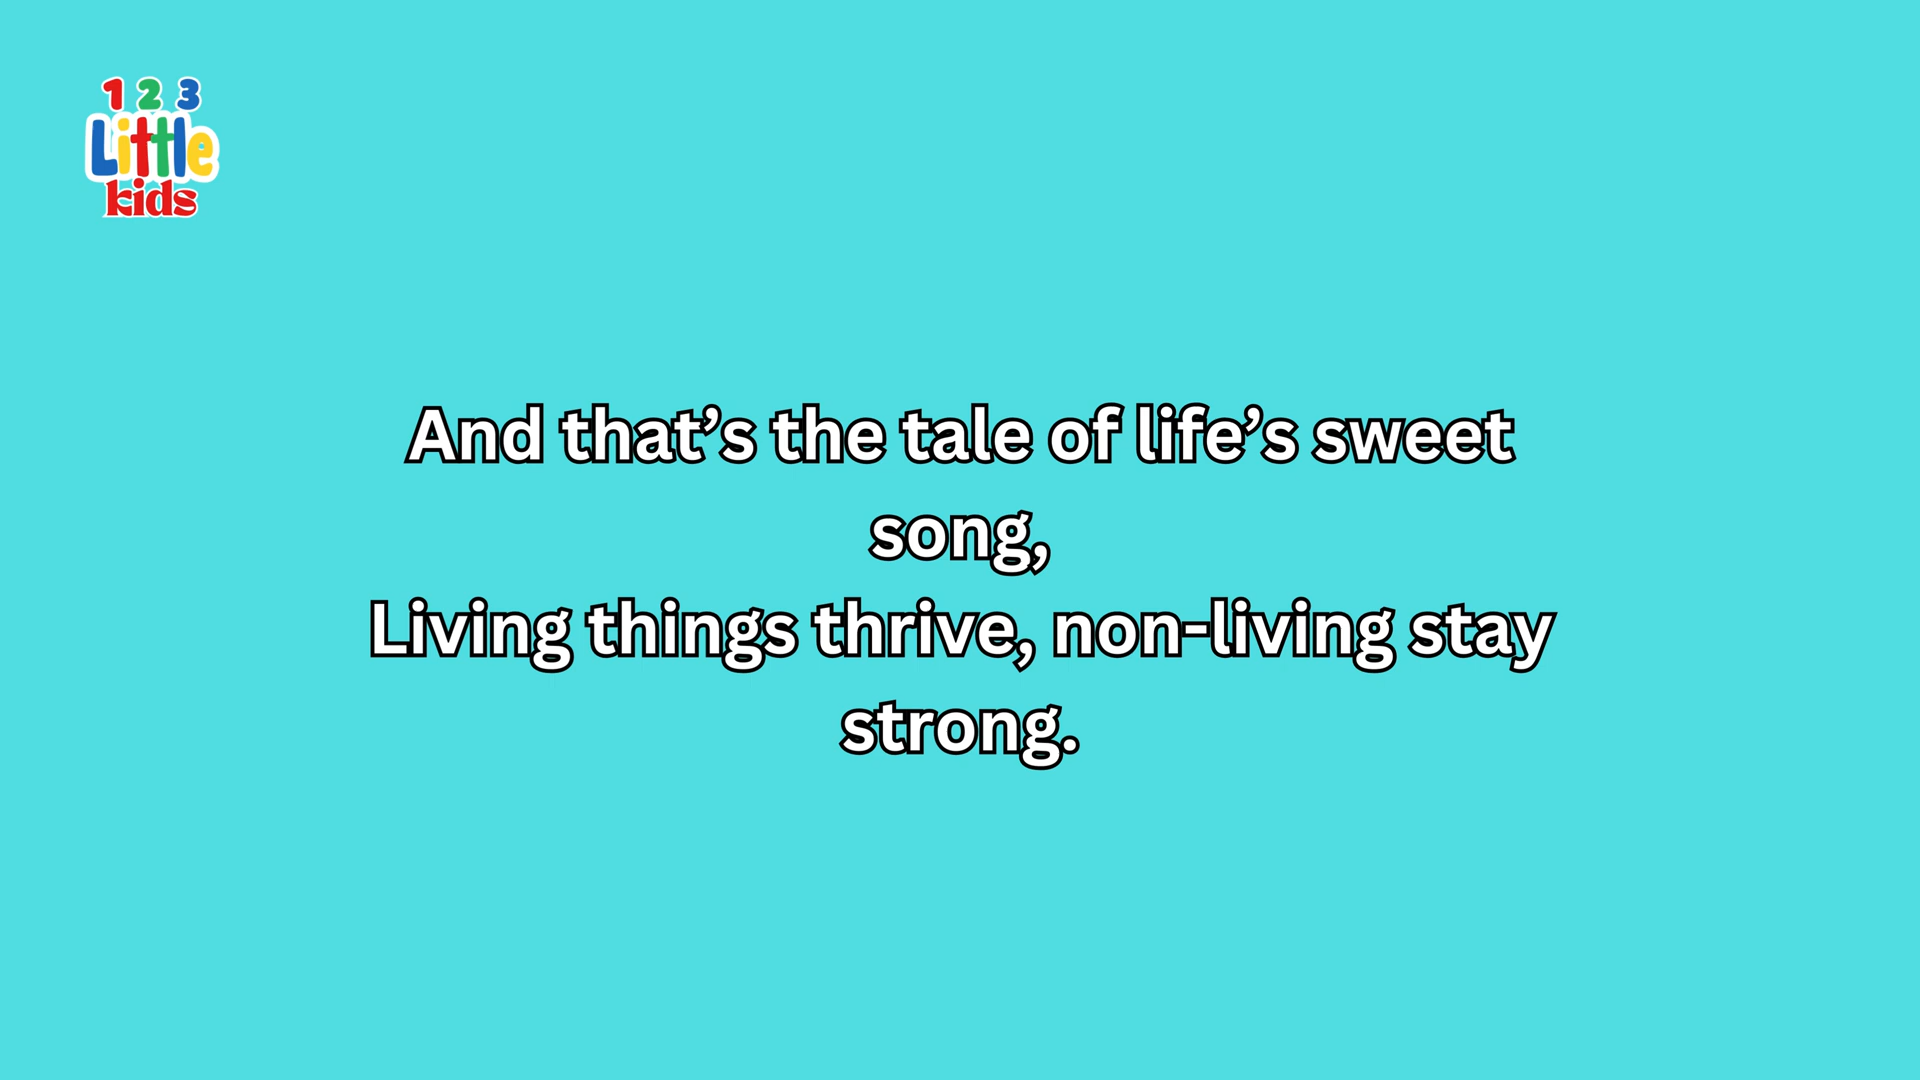 1 2 3
Little
kids
And that’s the tale of life’s sweet
song,
Living things thrive, non-living stay
strong.